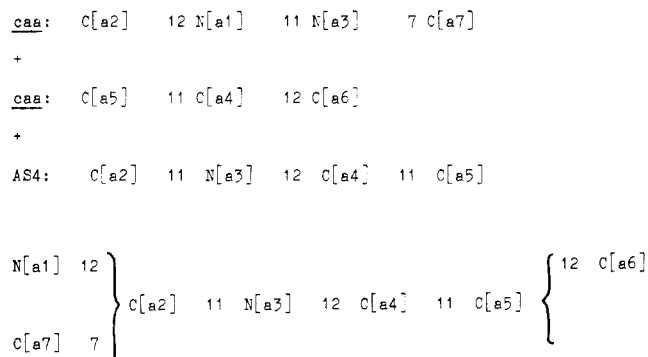 caa: C[a2] 12 N[a1] 11 N[a3] 7 C[a7]
+
caa: C[a5] 11 C[a4] 12 C[a6]
+
AS4: C[a2] 11 N[a3] 12 C[a4] 11 C[a5]
N[a1] 12
12 C[a6]
C[a2] 11 N[a3] 12 C[a4] 11 C[a5]
C[a7] 7